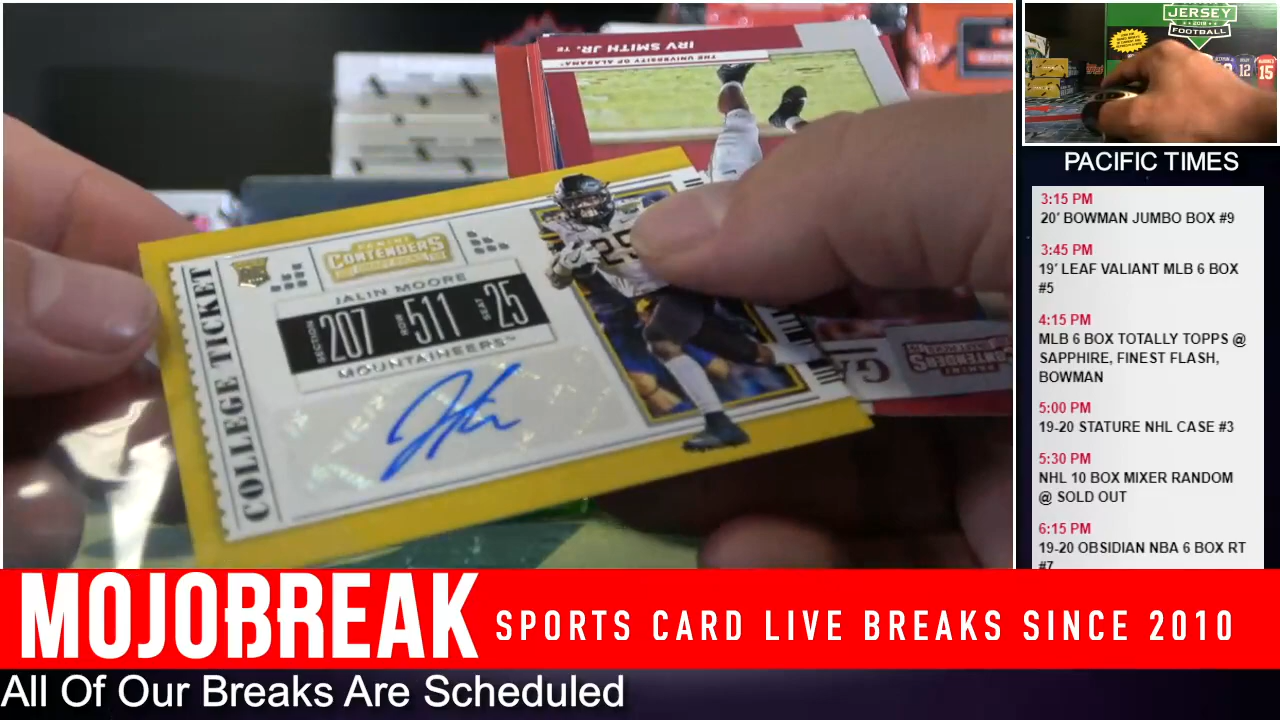 IRV SMITH JR. TE
THE UNIVERSITY OF ALABAMA
COLLEGE TICKET
PANINI
CONTENDERS
JALIN MOORE
SECTION 207 ROW 511 SEAT 25
MOUNTAINEERS
25
CONTENDERS
JERSEY
2019
FOOTBALL
12
15
PACIFIC TIMES
3:15 PM
20' BOWMAN JUMBO BOX #9
3:45 PM
19' LEAF VALIANT MLB 6 BOX
#5
4:15 PM
MLB 6 BOX TOTALLY TOPPS @
SAPPHIRE, FINEST FLASH,
BOWMAN
5:00 PM
19-20 STATURE NHL CASE #3
5:30 PM
NHL 10 BOX MIXER RANDOM
@ SOLD OUT
6:15 PM
19-20 OBSIDIAN NBA 6 BOX RT
#7
MOJOBREAK SPORTS CARD LIVE BREAKS SINCE 2010
All Of Our Breaks Are Scheduled